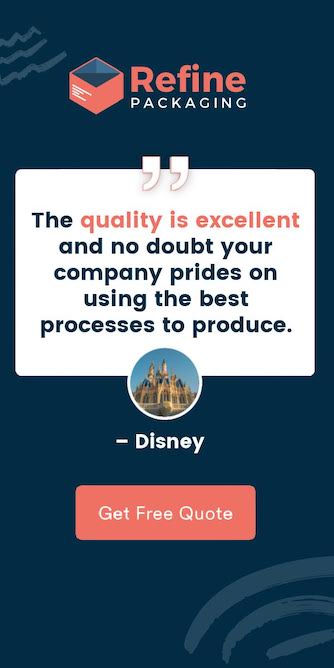 Refine
PACKAGING
”
The quality is excellent
and no doubt your
company prides on
using the best
processes to produce.
– Disney
Get Free Quote